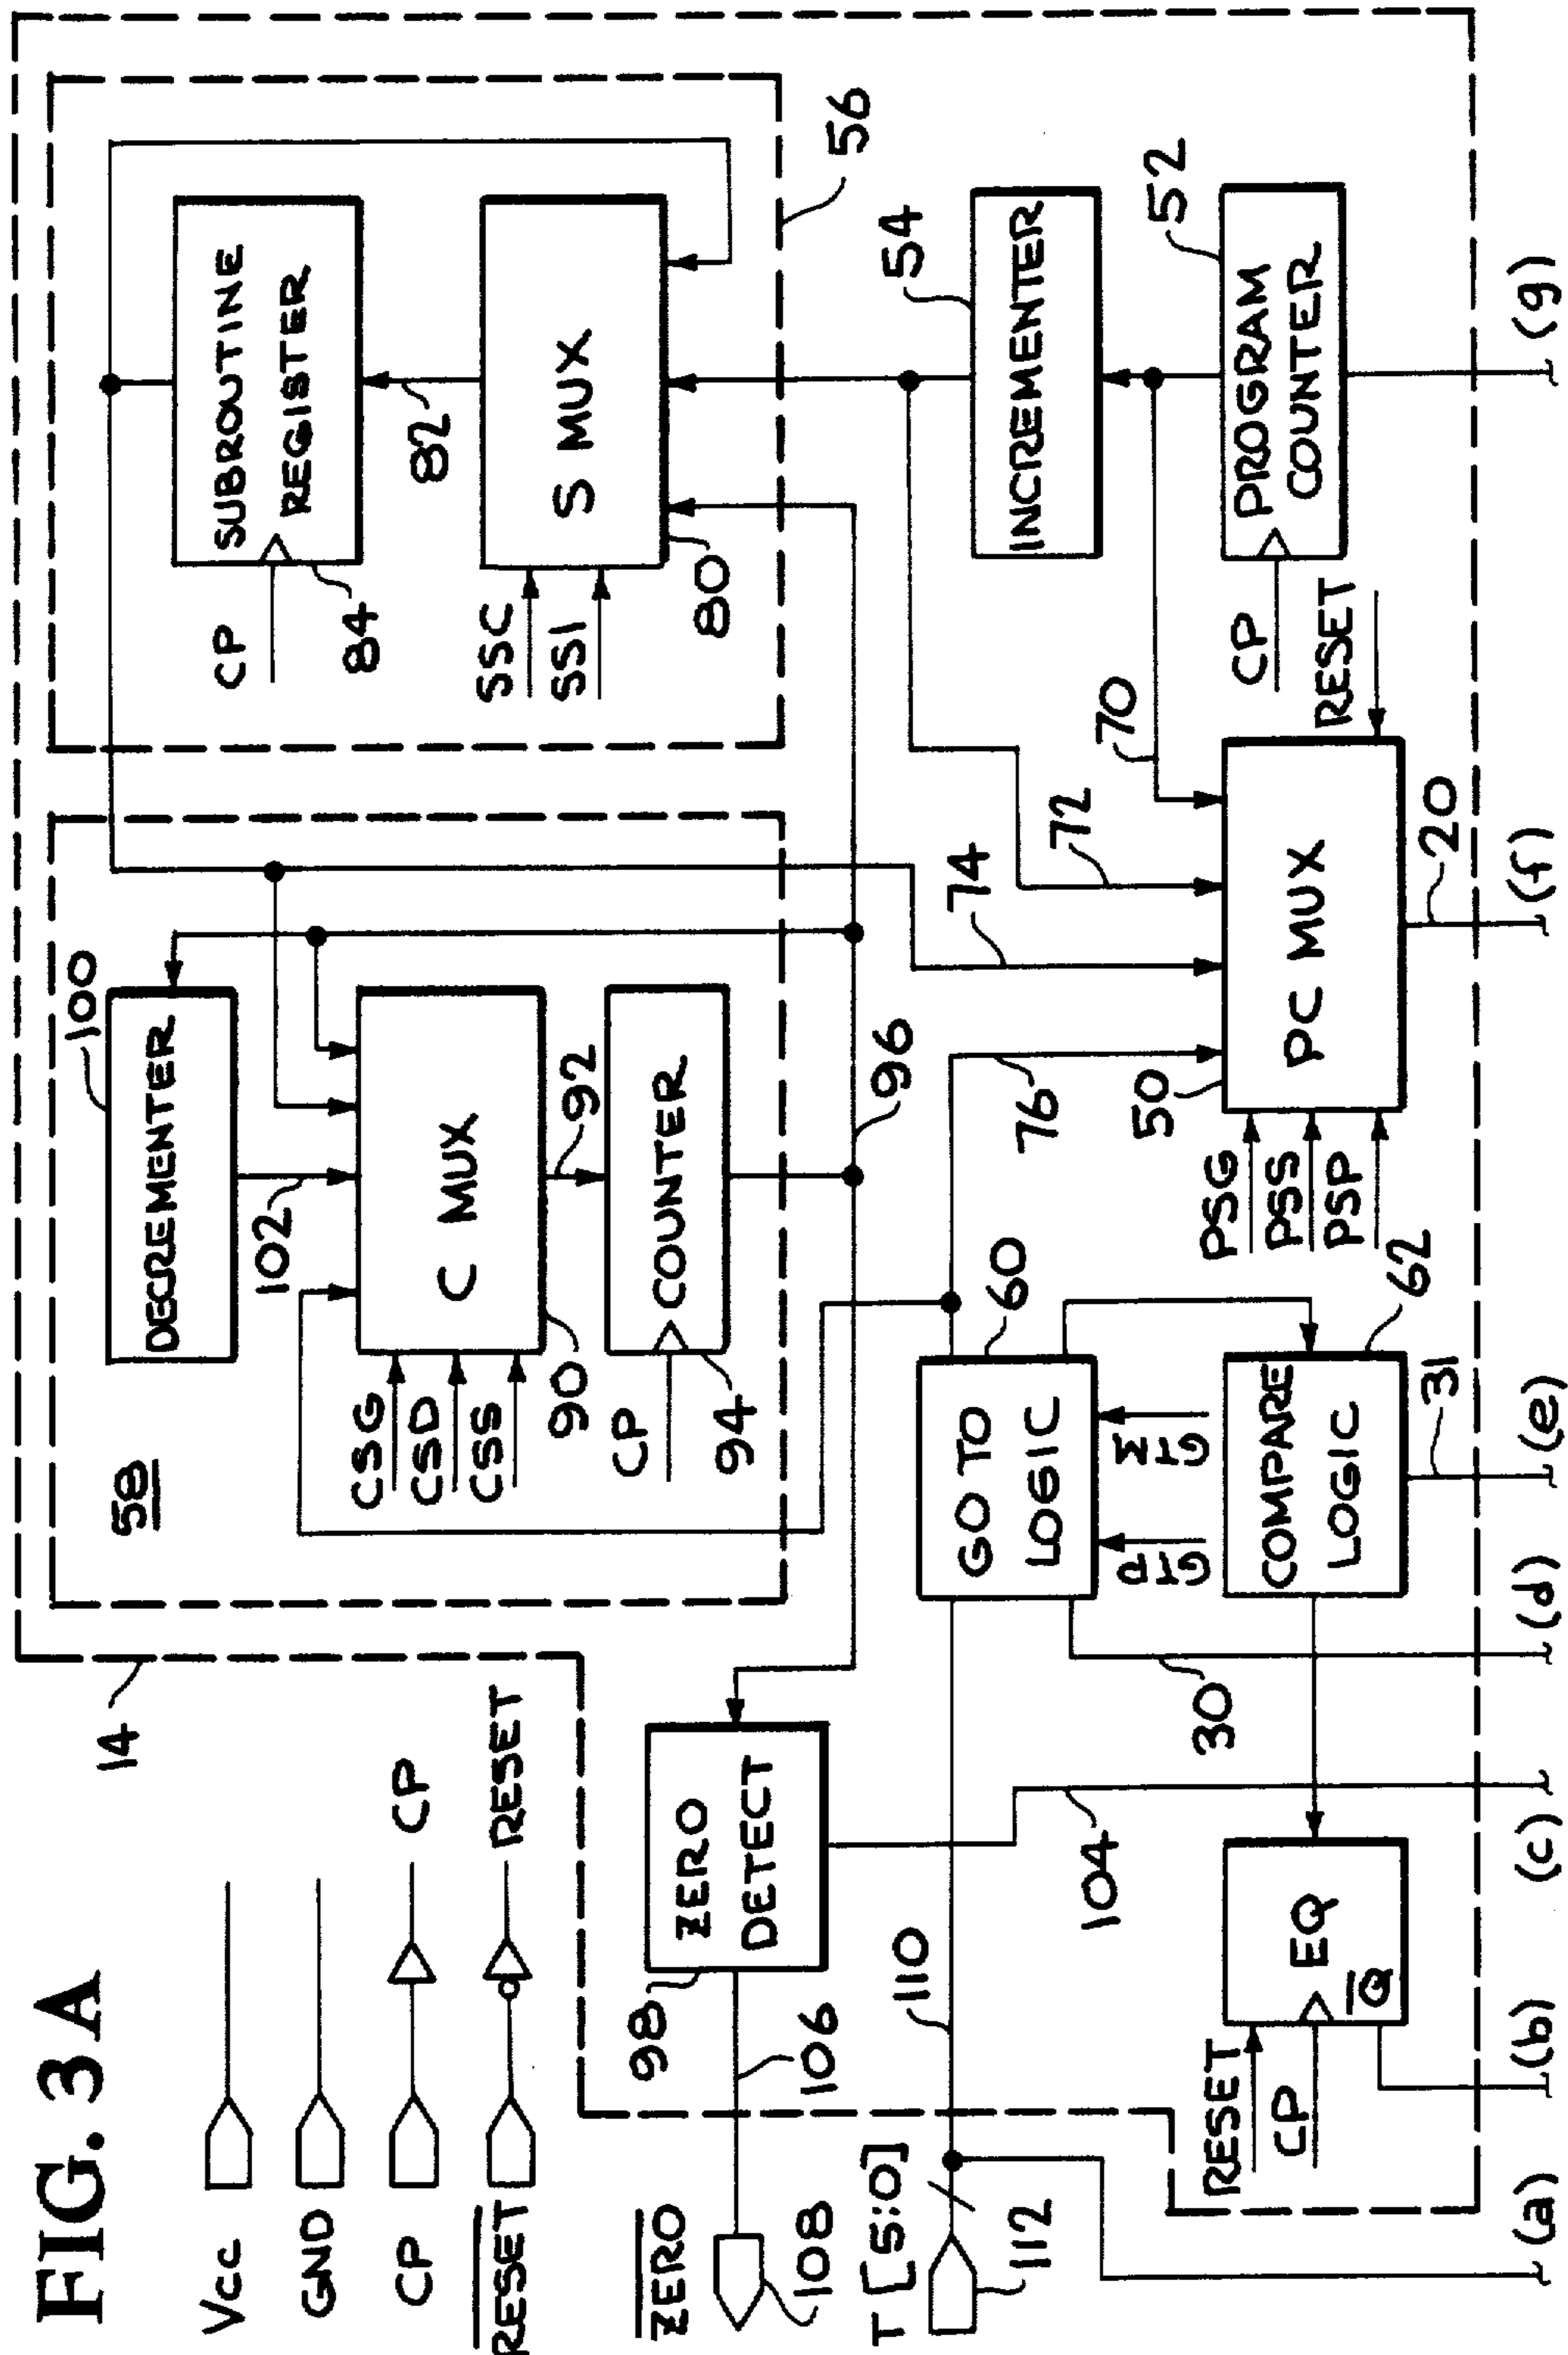 FIG. 3A
Vcc
GND
CP
CP
RESET
RESET
14
58
100
DECREMENTER
102
CSG
CSD
CSS
C MUX
90
92
CP
COUNTER
94
96
SUBROUTINE
REGISTER
CP
84
82
SSC
SSI
S MUX
80
56
ZERO
98
ZERO
DETECT
106
108
104
T [5:0]
112
110
GO TO
LOGIC
60
GTP
GTM
30
76
74
72
70
54
INCREMENTER
52
PROGRAM
COUNTER
CP
RESET
50
PC MUX
PSG
PSS
PSP
20
62
COMPARE
LOGIC
31
RESET
CP
EQ
Q
(a)
(b)
(c)
(d)
(e)
(f)
(g)